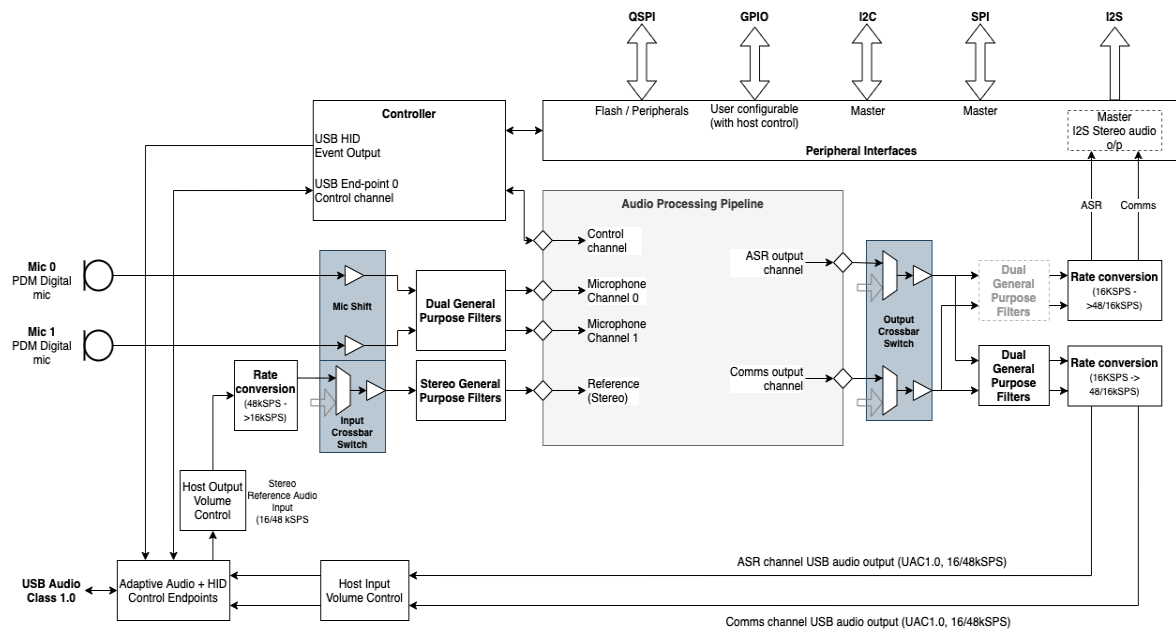 QSPI
GPIO
I2C
SPI
I2S
Flash / Peripherals
User configurable
(with host control)
Master
Master
Master
I2S Stereo audio
o/p
Peripheral Interfaces
Controller
USB HID
Event Output
USB End-point 0
Control channel
Audio Processing Pipeline
ASR
Comms
Control
channel
ASR output
channel
Mic 0
PDM Digital
mic
Mic Shift
Dual General
Purpose Filters
Microphone
Channel 0
Microphone
Channel 1
Mic 1
PDM Digital
mic
Output
Crossbar
Switch
Dual
General
Purpose
Filters
Rate conversion
(16KSPS -
>48/16kSPS)
Rate
conversion
(48kSPS -
>16kSPS)
Input
Crossbar
Switch
Stereo General
Purpose Filters
Reference
(Stereo)
Comms output
channel
Dual
General
Purpose
Filters
Rate conversion
(16KSPS ->
48/16kSPS)
Host Output
Volume
Control
Stereo
Reference Audio
Input
(16/48 kSPS
USB Audio
Class 1.0
Adaptive Audio + HID
Control Endpoints
Host Input
Volume Control
ASR channel USB audio output (UAC1.0, 16/48kSPS)
Comms channel USB audio output (UAC1.0, 16/48kSPS)